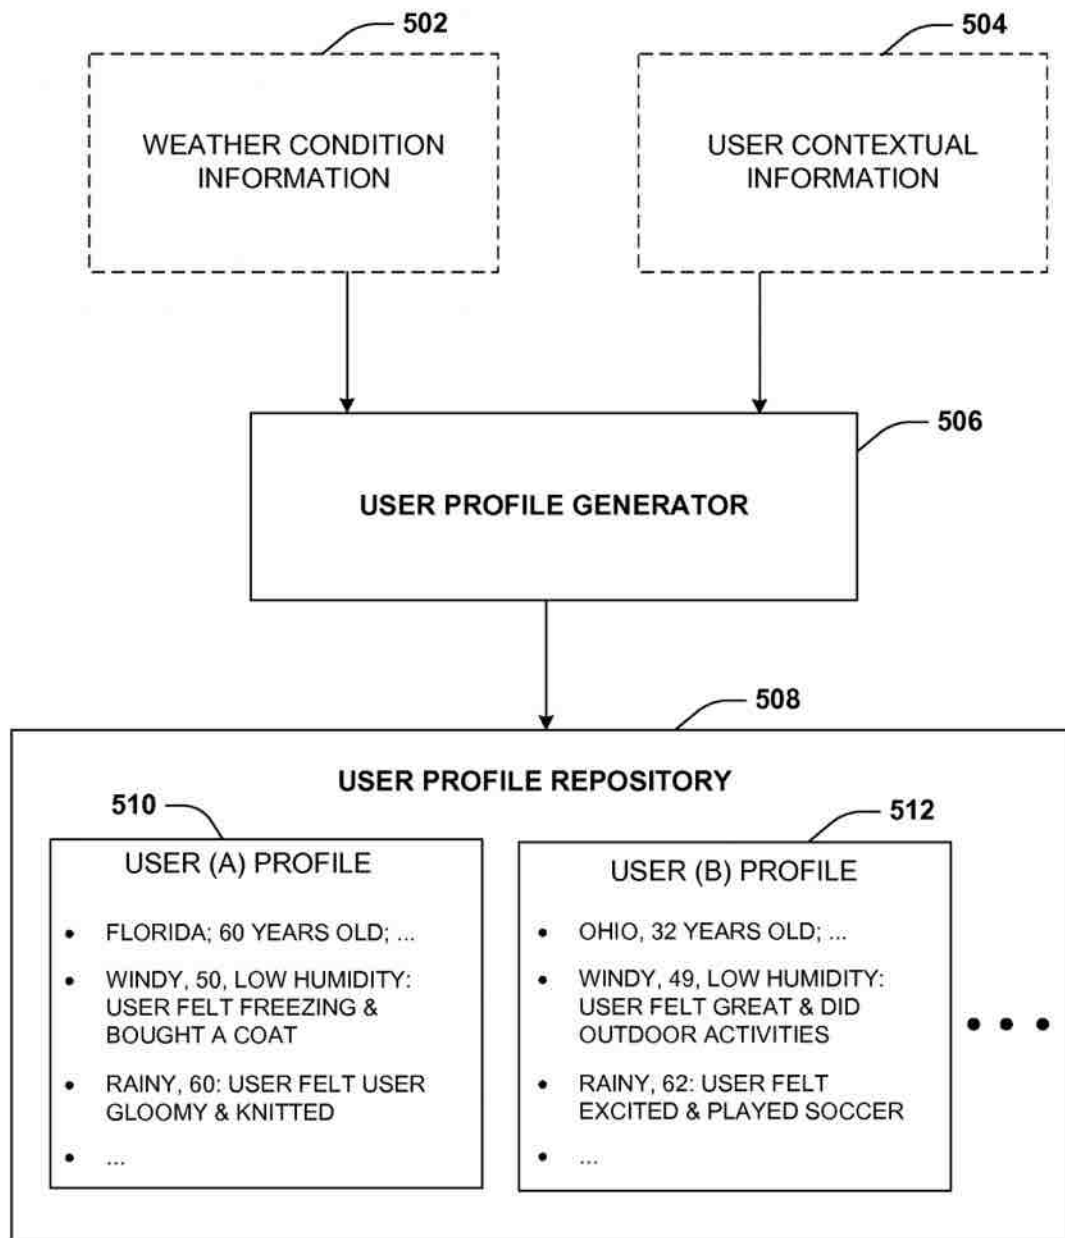 502
504
WEATHER CONDITION
INFORMATION
USER CONTEXTUAL
INFORMATION
506
USER PROFILE GENERATOR
508
USER PROFILE REPOSITORY
510
512
USER (A) PROFILE
• FLORIDA; 60 YEARS OLD; ...
• WINDY, 50, LOW HUMIDITY:
USER FELT FREEZING &
BOUGHT A COAT
• RAINY, 60: USER FELT USER
GLOOMY & KNITTED
• ...
USER (B) PROFILE
• OHIO, 32 YEARS OLD; ...
• WINDY, 49, LOW HUMIDITY:
USER FELT GREAT & DID
OUTDOOR ACTIVITIES
• RAINY, 62: USER FELT
EXCITED & PLAYED SOCCER
• ...
• • •